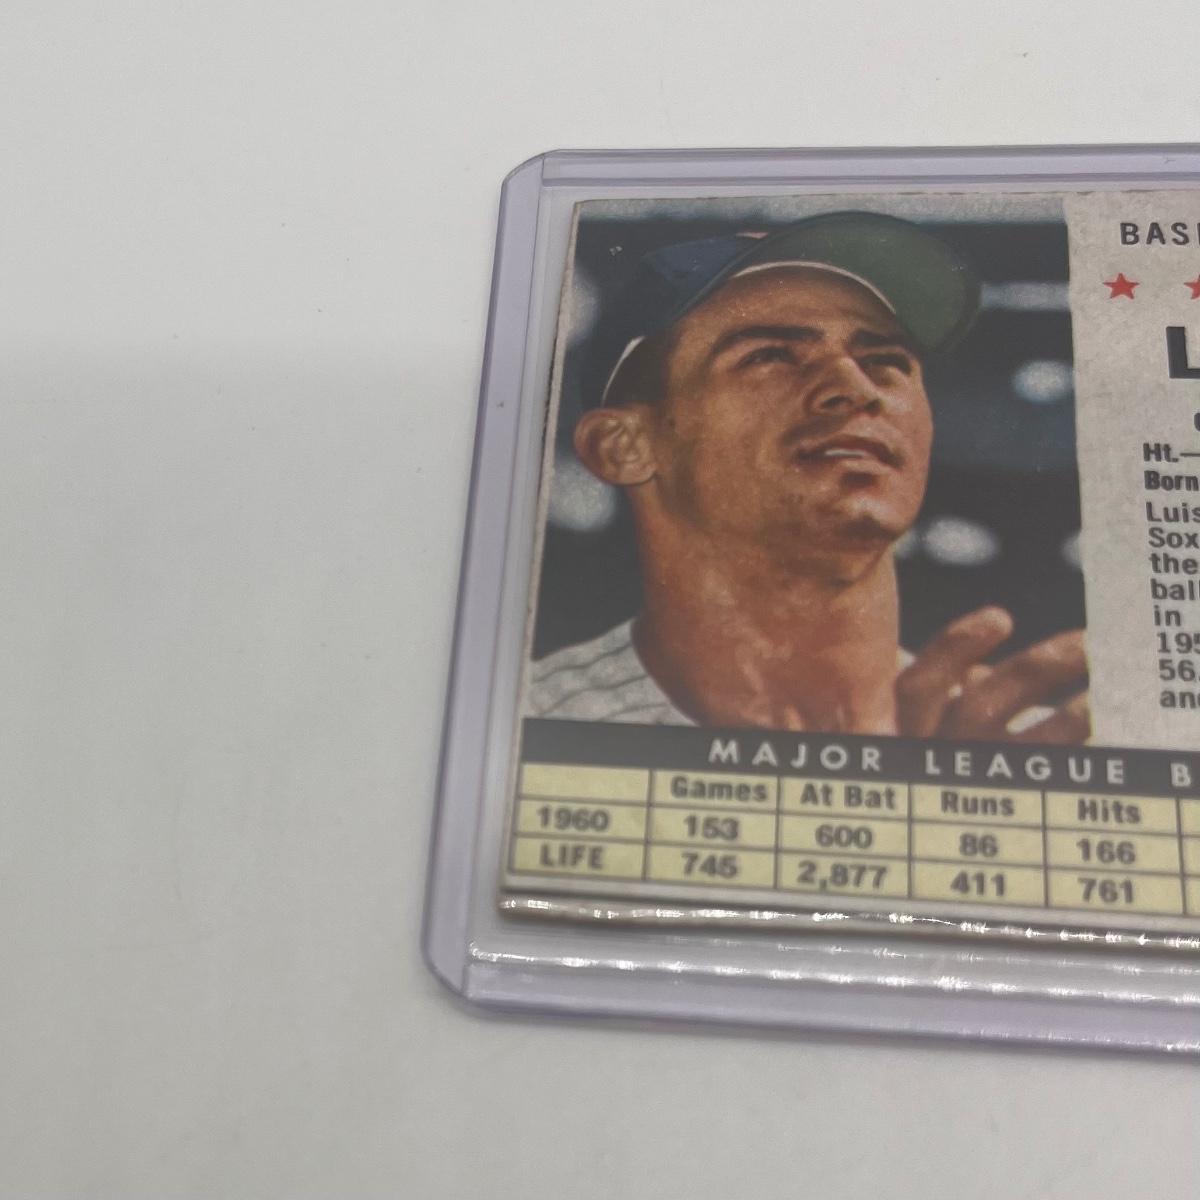 BAS
L
Ht.—
Born
Luis
Sox
the
ball
in
195
56.
and
MAJOR LEAGUE B
Games At Bat Runs Hits
1960 153 600 86 166
LIFE 745 2,877 411 761